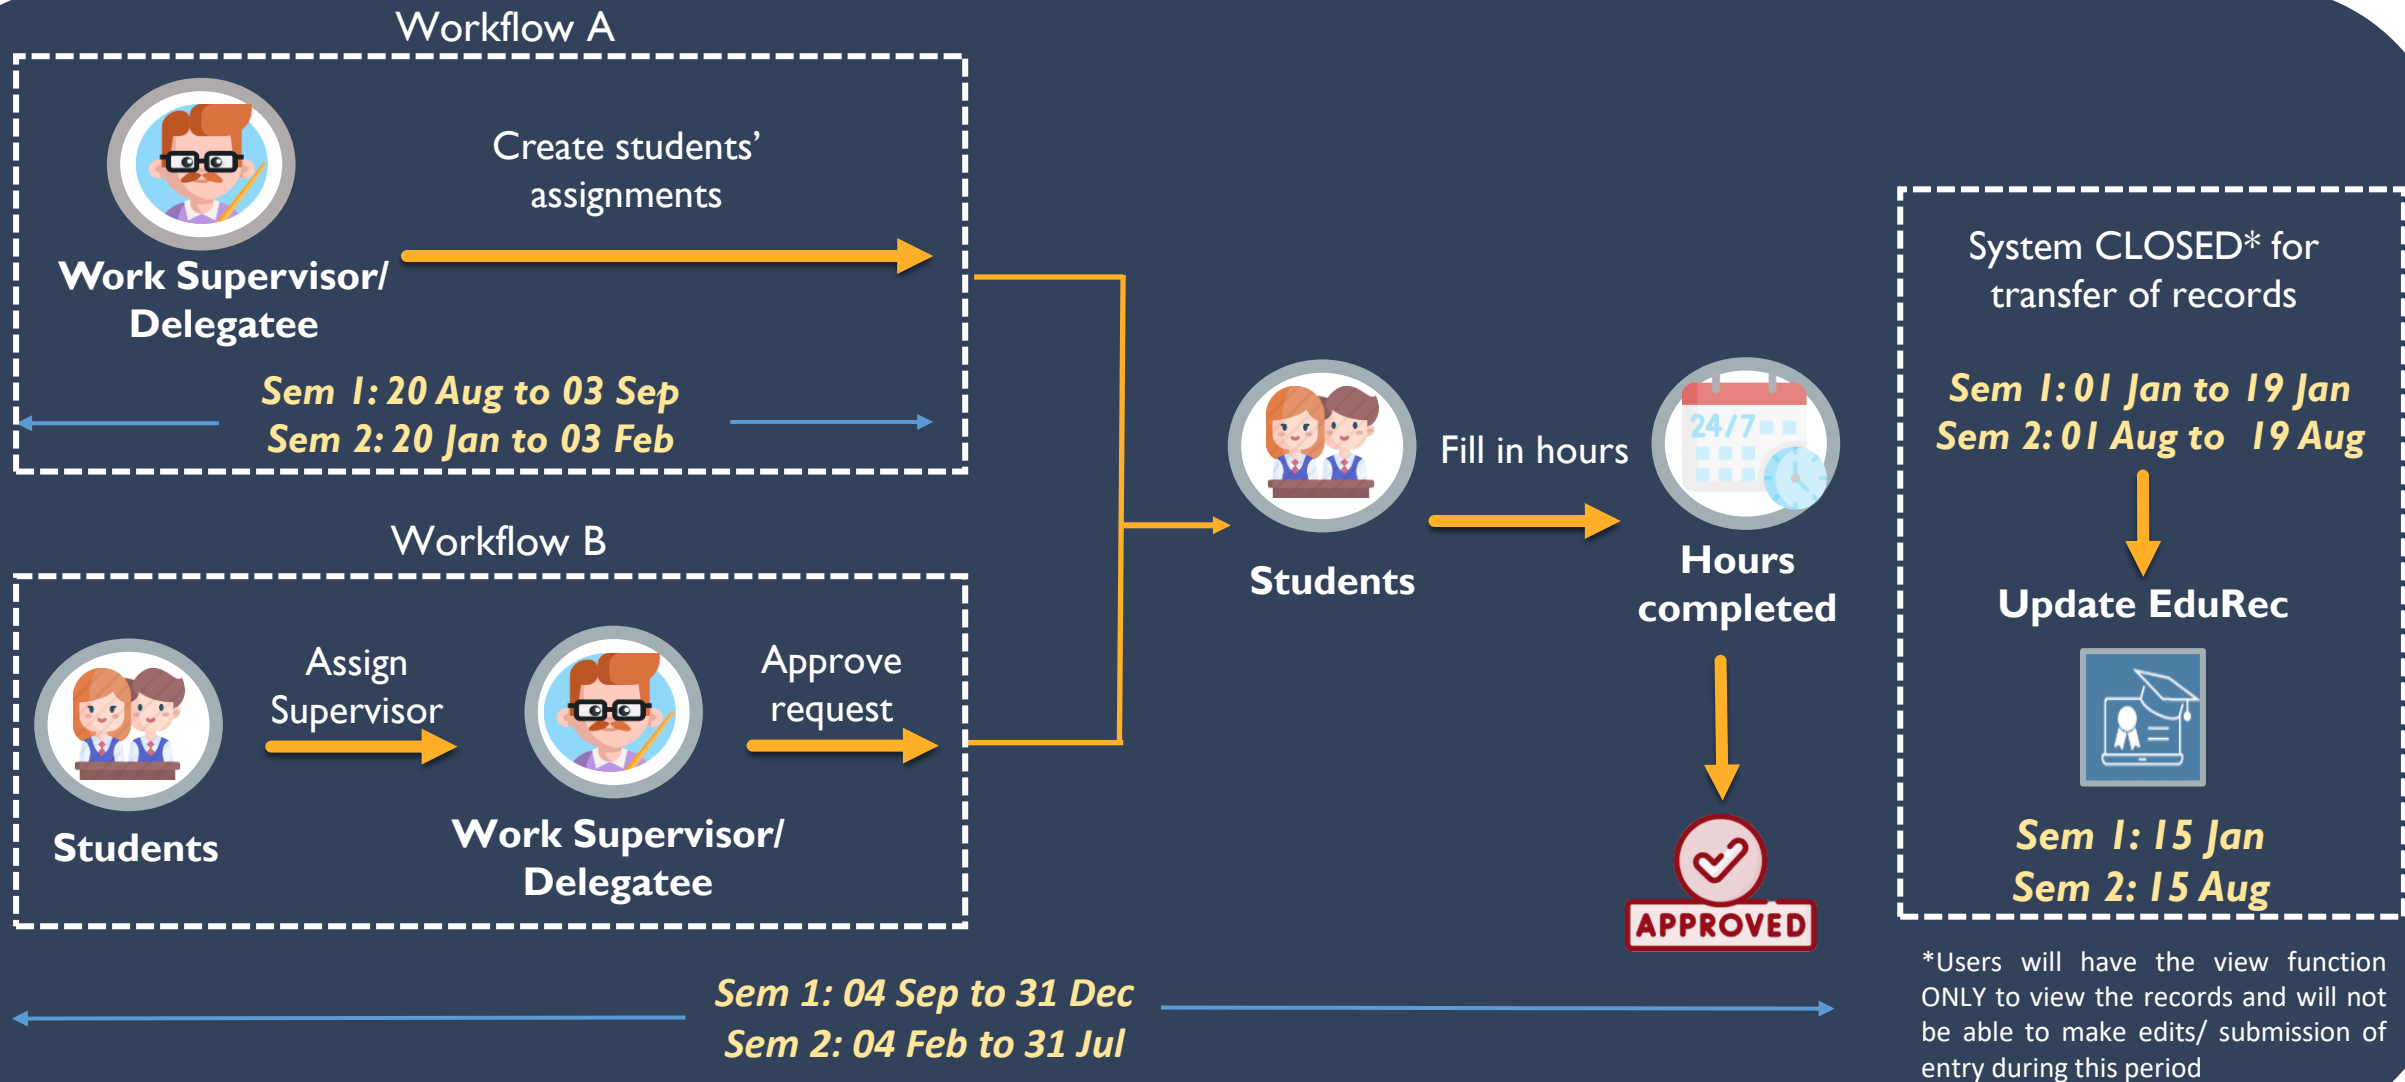 Workflow A
Create students’
assignments
Work Supervisor/
Delegatee
Sem 1: 20 Aug to 03 Sep
Sem 2: 20 Jan to 03 Feb
Workflow B
Assign
Supervisor
Approve
request
Students
Work Supervisor/
Delegatee
Students
Fill in hours
24/7
Hours
completed
APPROVED
Sem 1: 04 Sep to 31 Dec
Sem 2: 04 Feb to 31 Jul
System CLOSED* for
transfer of records
Sem 1: 01 Jan to 19 Jan
Sem 2: 01 Aug to 19 Aug
Update EduRec
Sem 1: 15 Jan
Sem 2: 15 Aug
*Users will have the view function
ONLY to view the records and will not
be able to make edits/ submission of
entry during this period